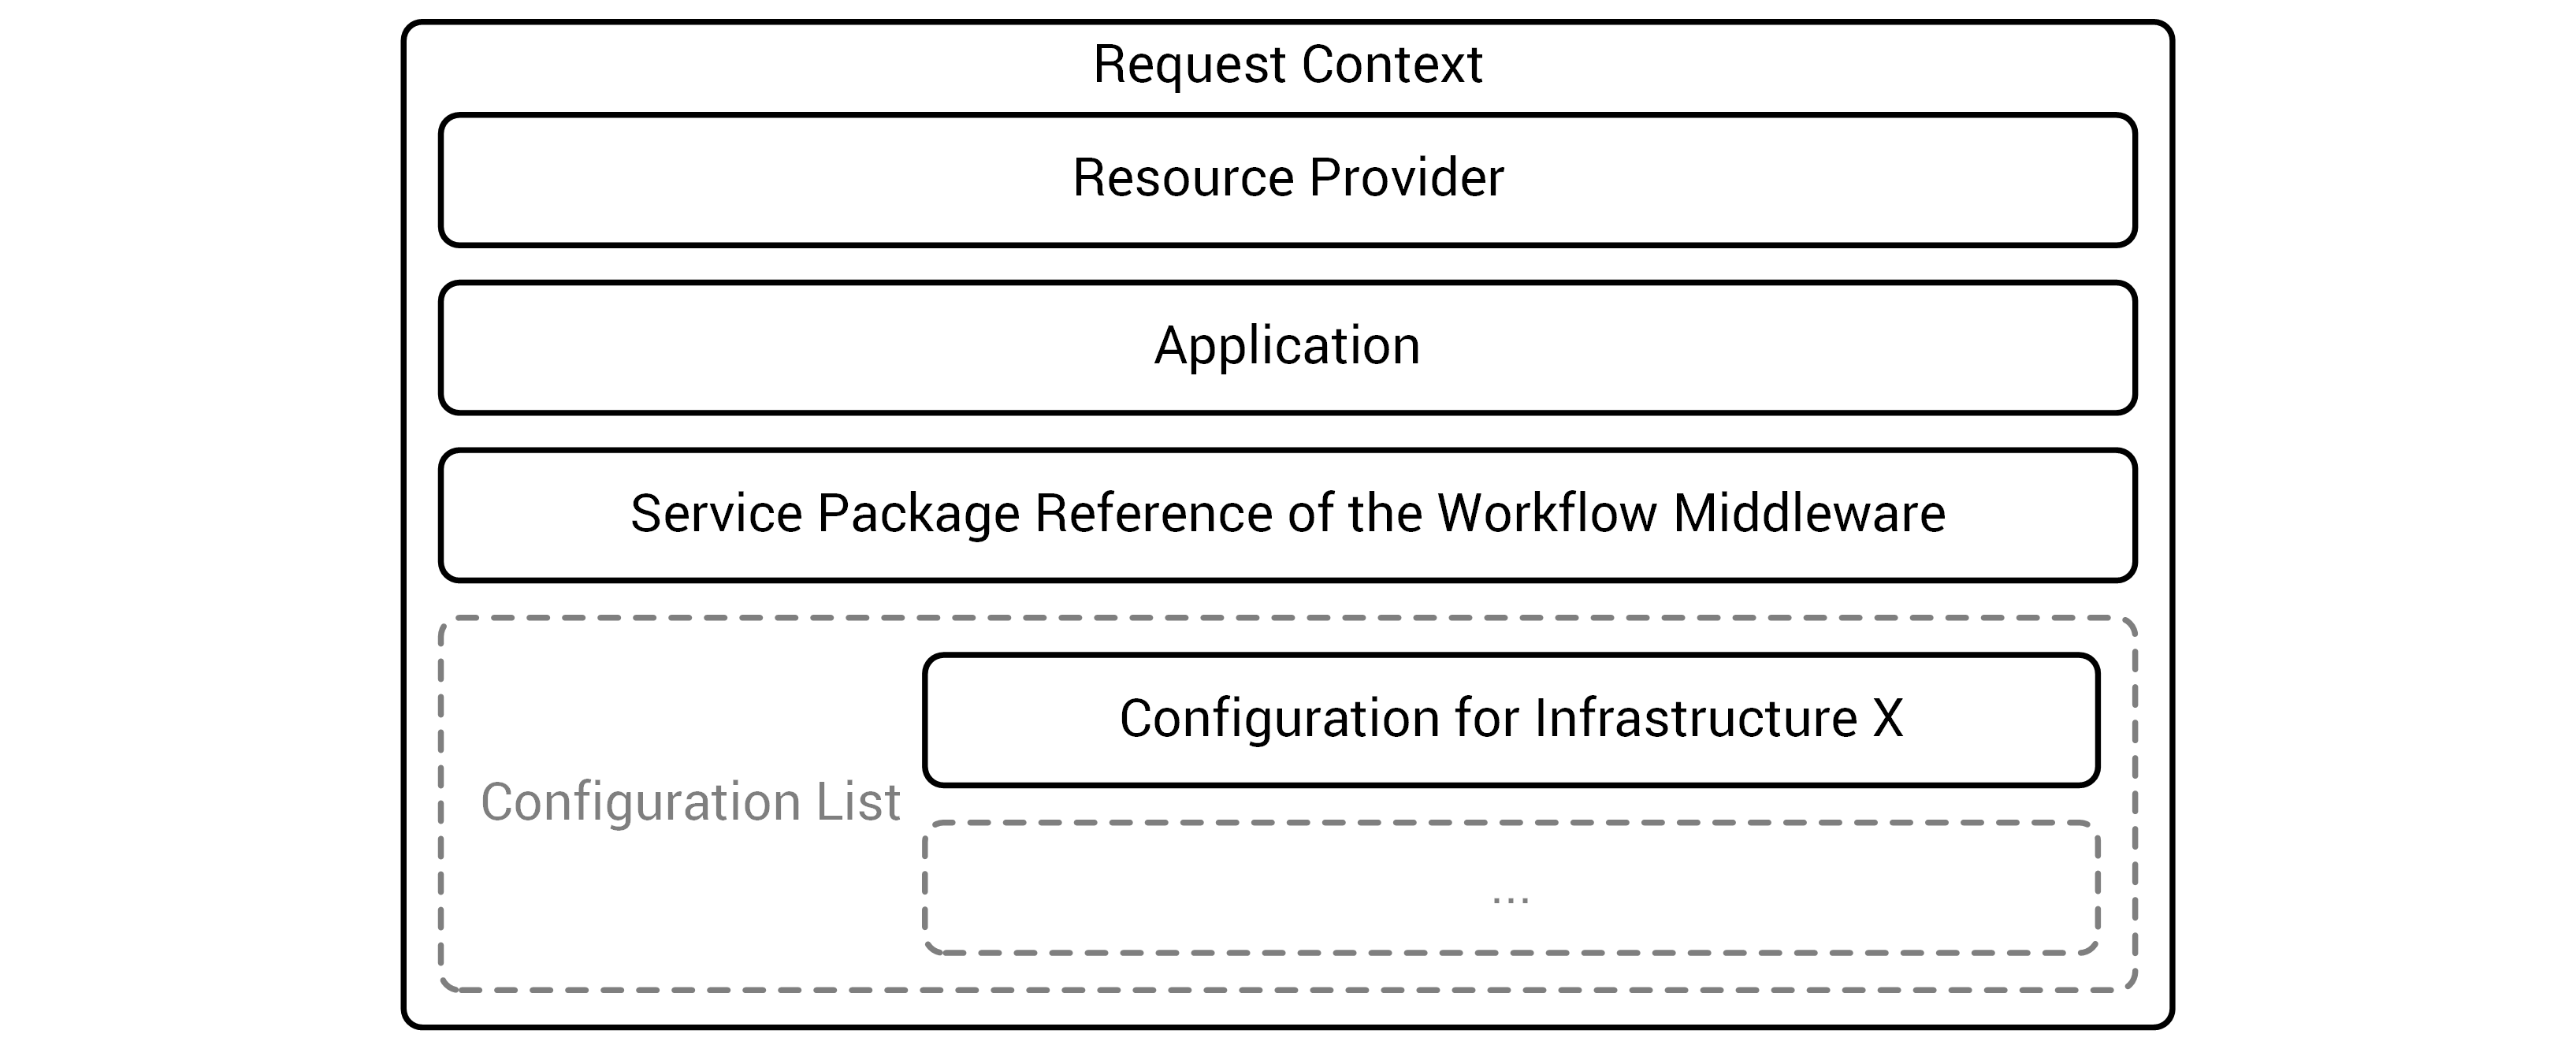 Request Context
Resource Provider
Application
Service Package Reference of the Workflow Middleware
Configuration List
Configuration for Infrastructure X
...